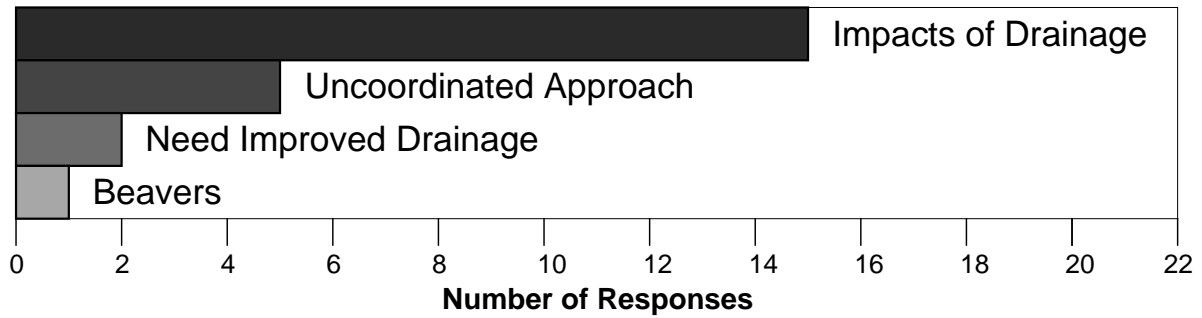 Impacts of Drainage
Uncoordinated Approach
Need Improved Drainage
Beavers
0 2 4 6 8 10 12 14 16 18 20 22
Number of Responses